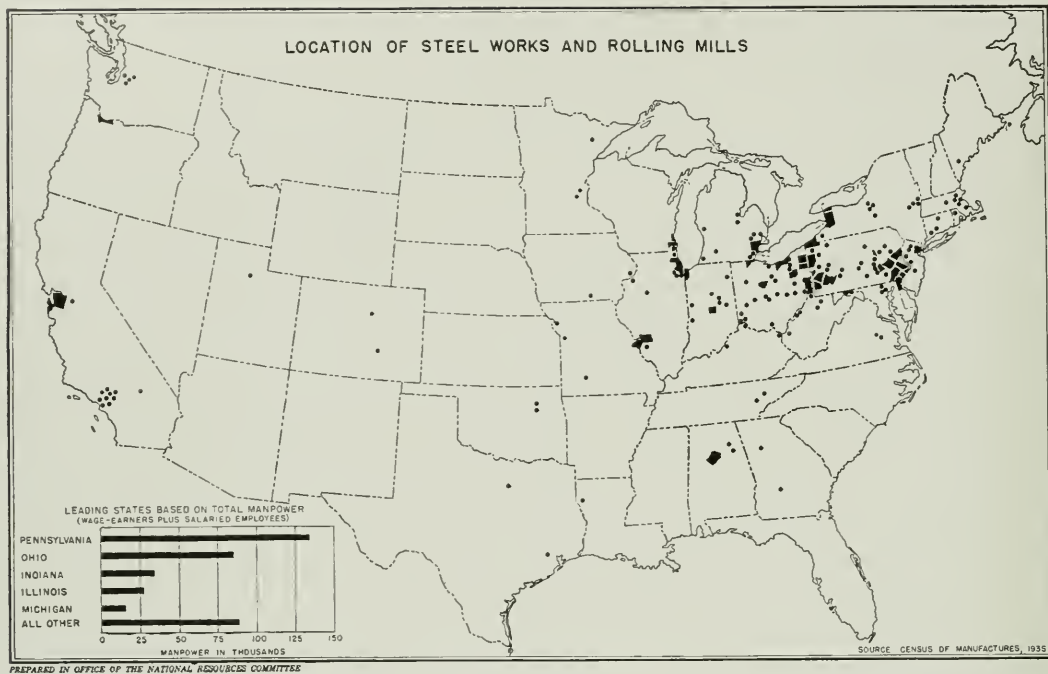 LOCATION OF STEEL WORKS AND ROLLING MILLS
LEADING STATES BASED ON TOTAL MANPOWER
(WAGE-EARNERS PLUS SALARIED EMPLOYEES)
PENNSYLVANIA
OHIO
INDIANA
ILLINOIS
MICHIGAN
ALL OTHER
0 25 50 75 100 125 150
MANPOWER IN THOUSANDS
SOURCE CENSUS OF MANUFACTURES, 1935
PREPARED IN OFFICE OF THE NATIONAL RESOURCES COMMITTEE